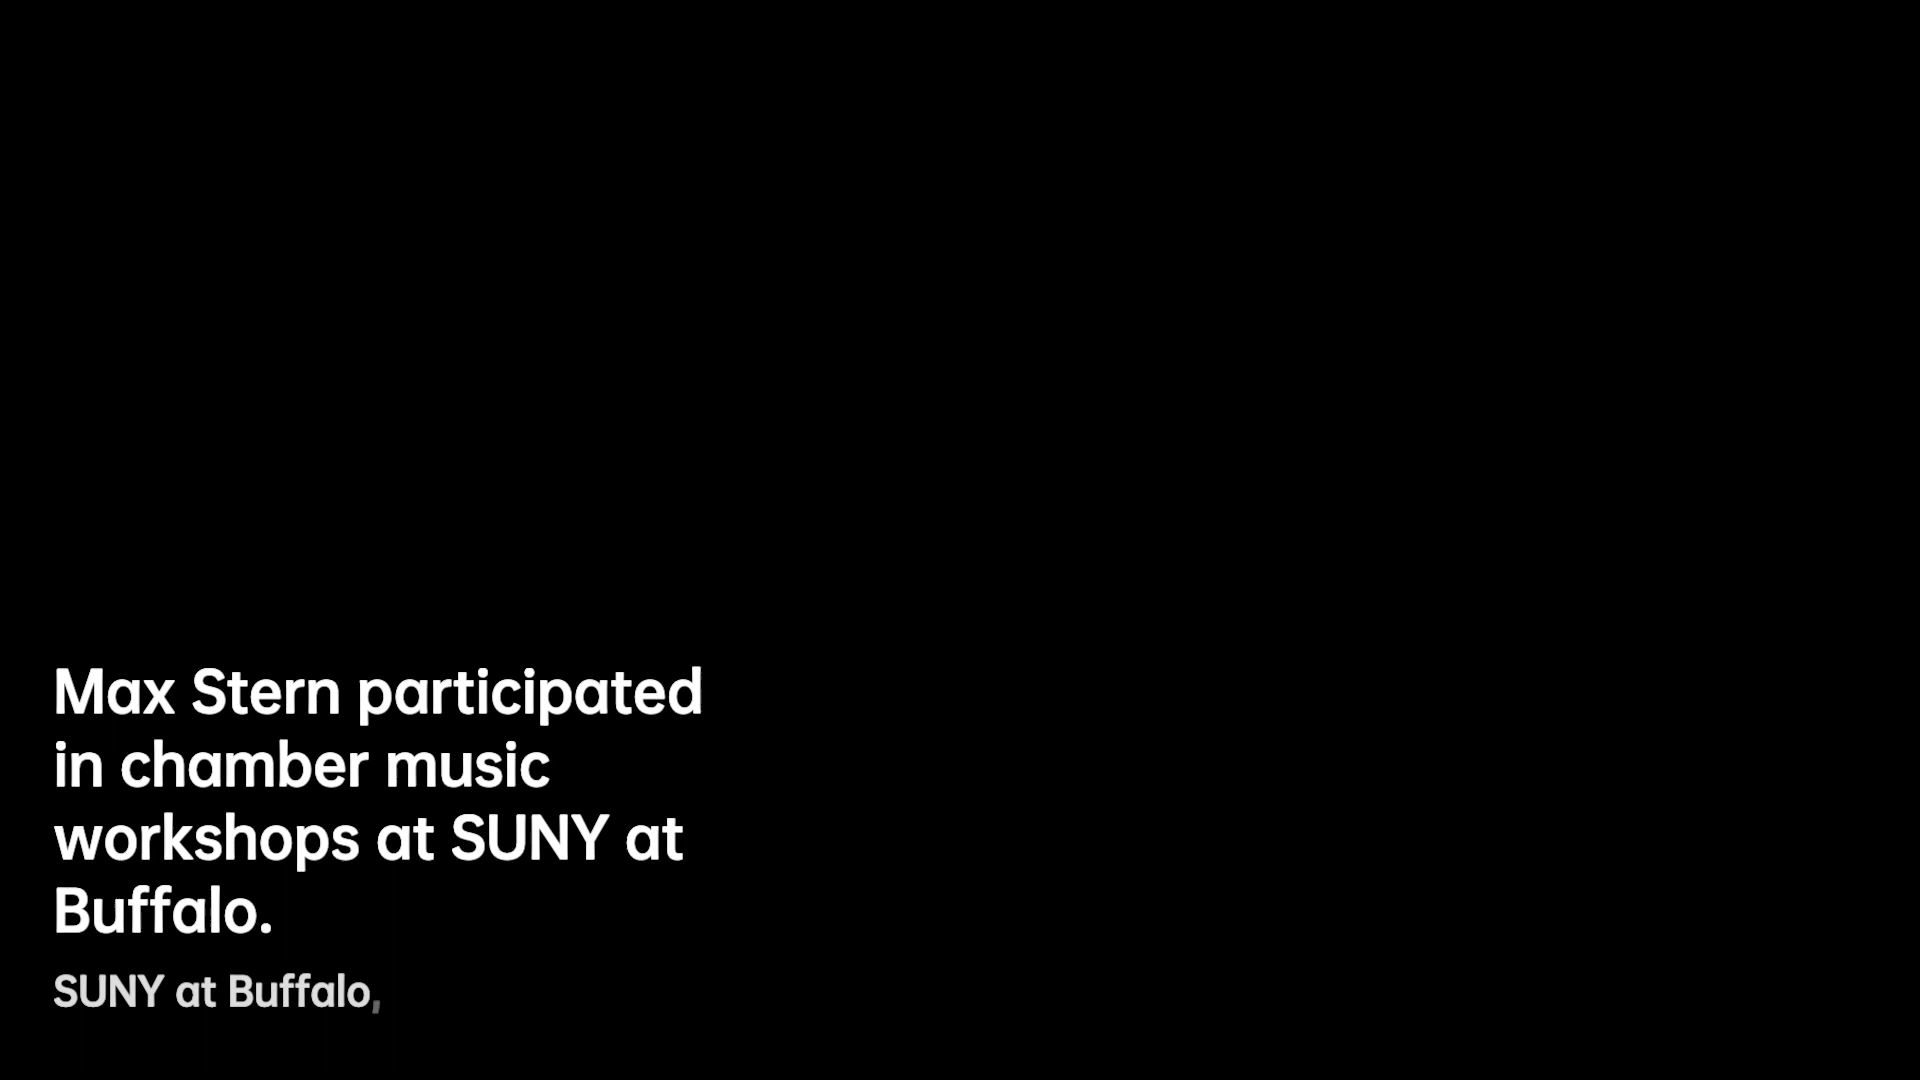 Max Stern participated
in chamber music
workshops at SUNY at
Buffalo.
SUNY at Buffalo,